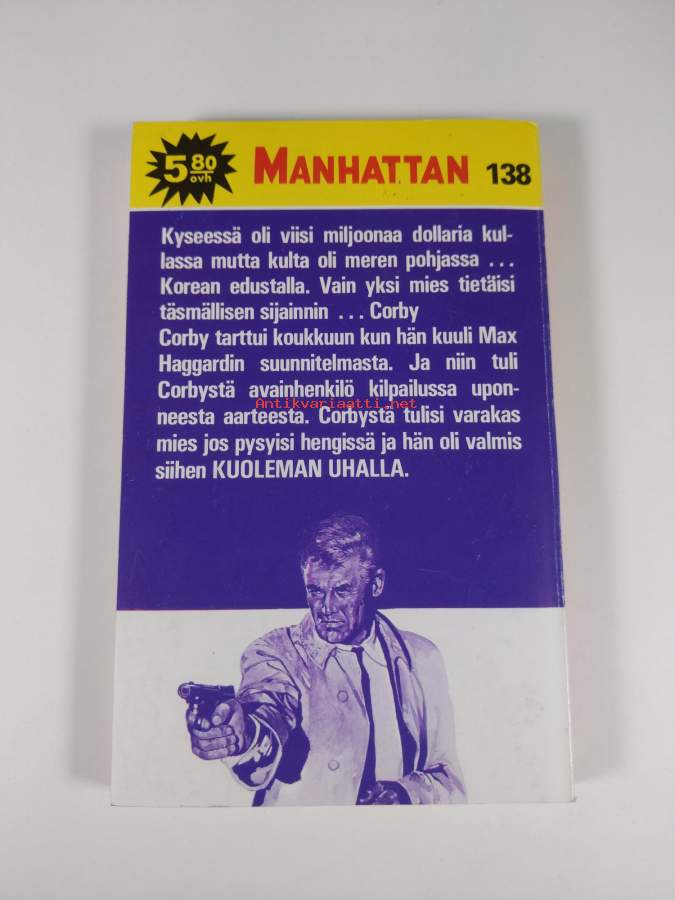 5 80 ovh MANHATTAN 138
Kyseessä oli viisi miljoonaa dollaria kul-
lassa mutta kulta oli meren pohjassa ...
Korean edustalla. Vain yksi mies tietäisi
täsmällisen sijainnin ... Corby
Corby tarttui koukkuun kun hän kuuli Max
Haggardin suunnitelmasta. Ja niin tuli
Corbystä avainhenkilö kilpailussa upon-
neesta aarteesta. Corbystä tulisi varakas
Antikvariaatti.net
mies jos pysyisi hengissä ja hän oli valmis
siihen KUOLEMAN UHALLA.